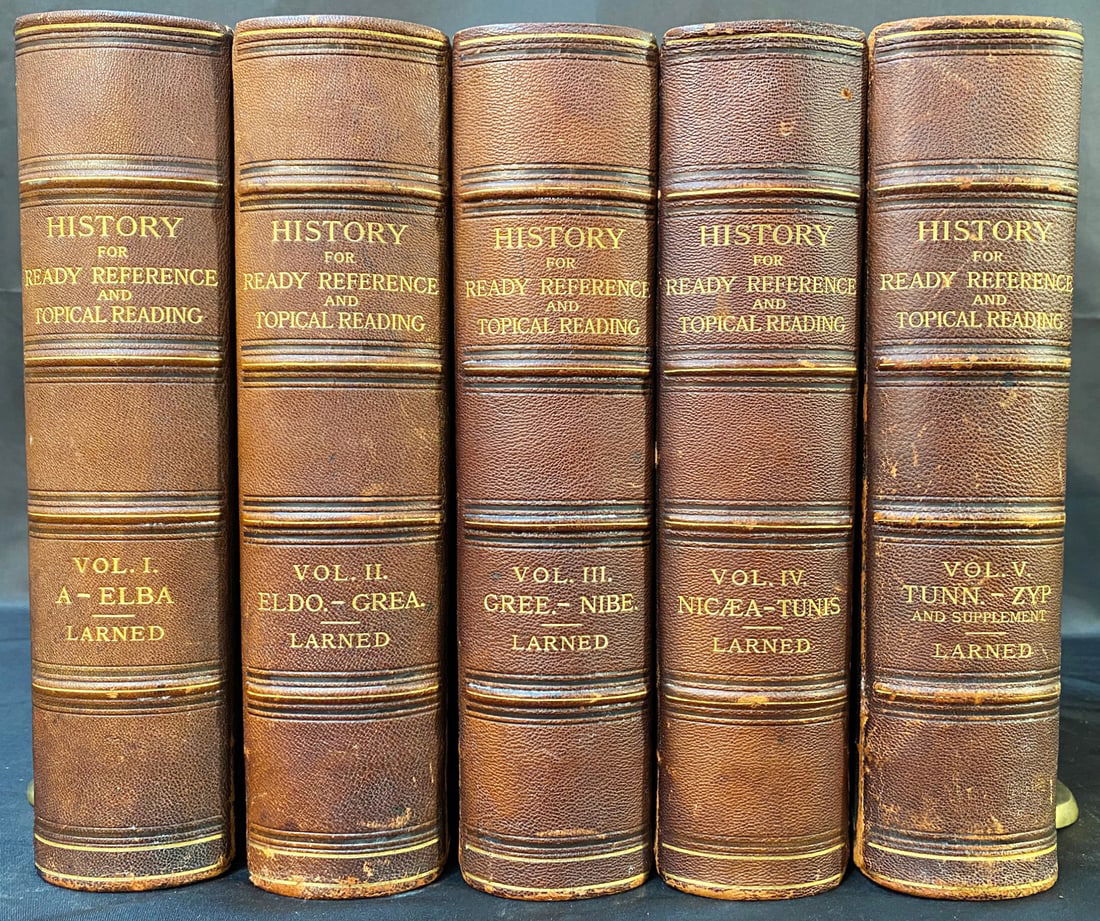 HISTORY
FOR
READY REFERENCE
AND
TOPICAL READING
VOL. I.
A - ELBA
LARNED
HISTORY
FOR
READY REFERENCE
AND
TOPICAL READING
VOL. II.
ELDO. - GREA.
LARNED
HISTORY
FOR
READY REFERENCE
AND
TOPICAL READING
VOL. III.
GREE. - NIBE.
LARNED
HISTORY
FOR
READY REFERENCE
AND
TOPICAL READING
VOL. IV.
NICÆA - TUNIS
LARNED
HISTORY
FOR
READY REFERENCE
AND
TOPICAL READING
VOL. V.
TUNN. - ZYP
AND SUPPLEMENT
LARNED